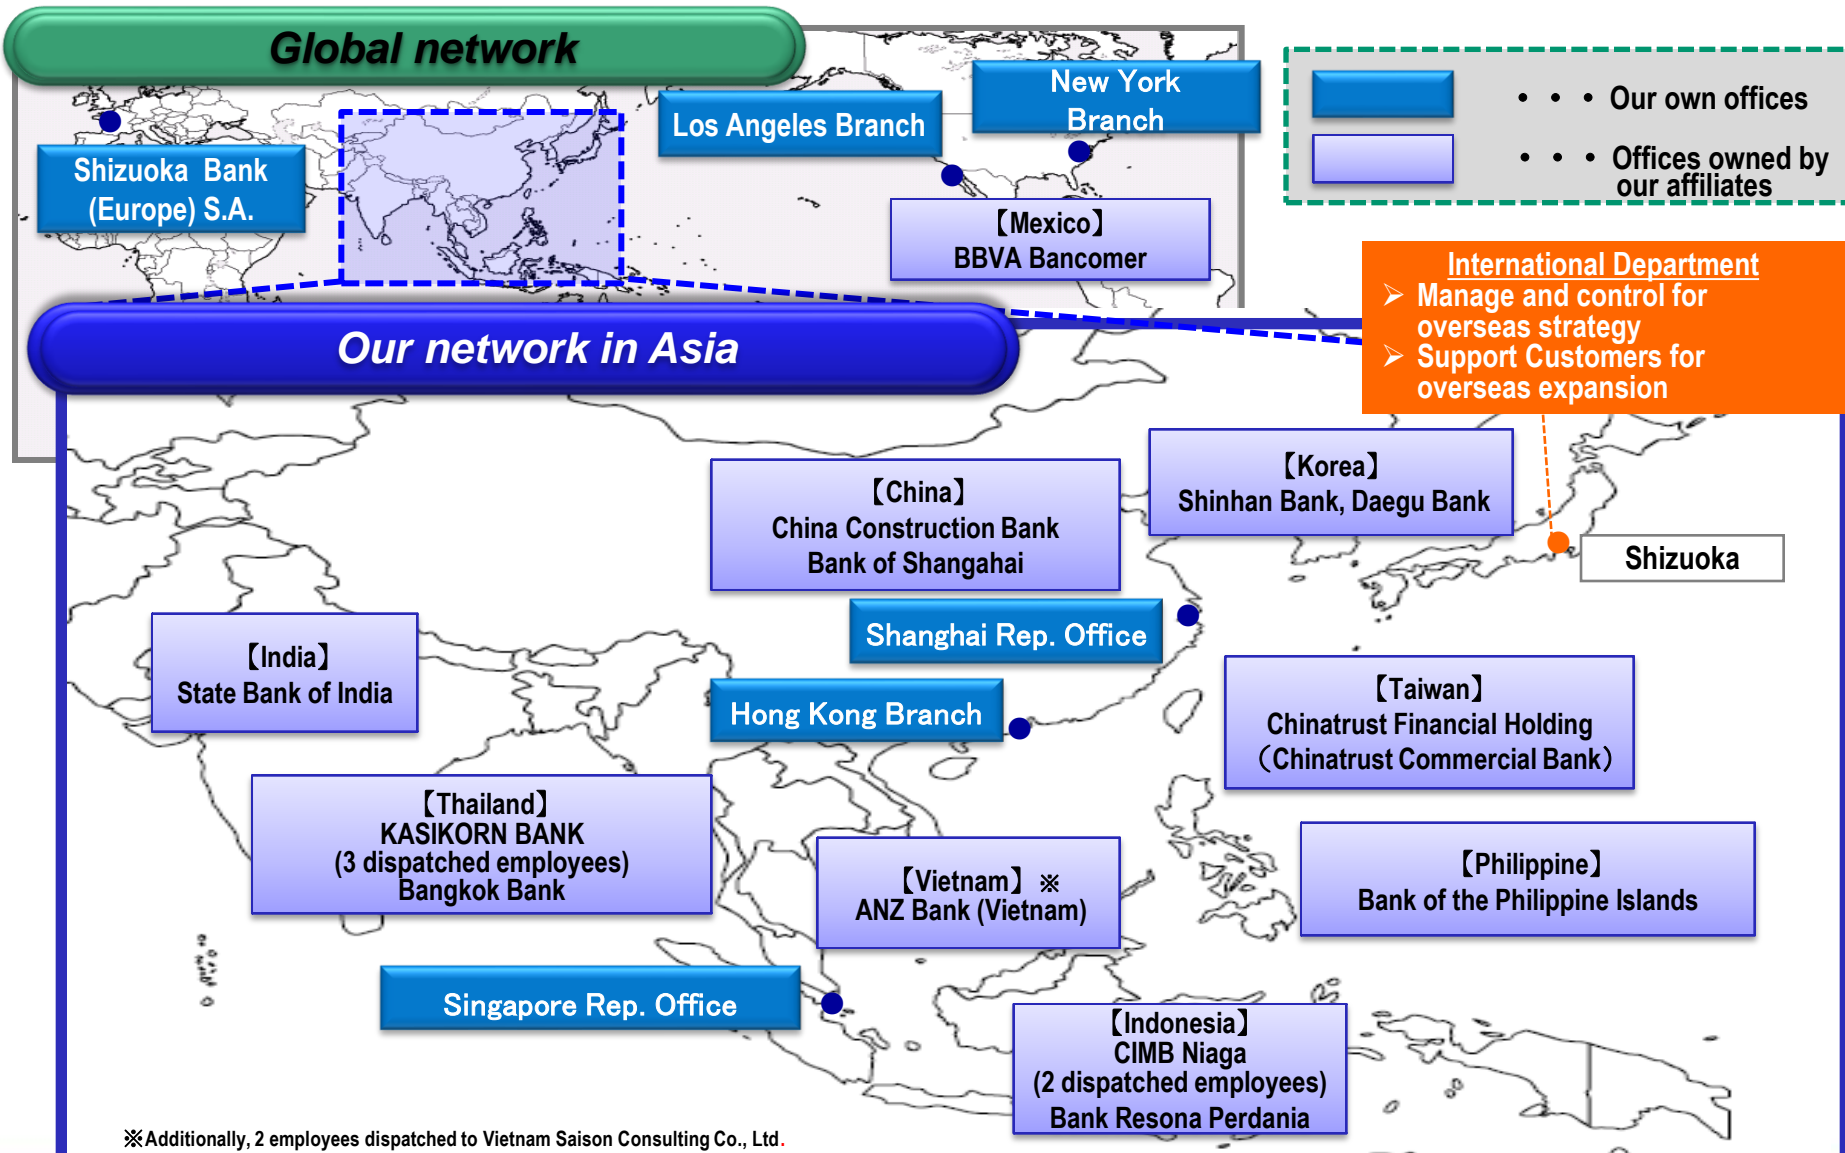 Global network
Shizuoka Bank
(Europe) S.A.
Los Angeles Branch
New York
Branch
【Mexico】
BBVA Bancomer
・・・ Our own offices
・・・ Offices owned by
our affiliates
International Department
➢ Manage and control for
overseas strategy
➢ Support Customers for
overseas expansion
Our network in Asia
【China】
China Construction Bank
Bank of Shangahai
【Korea】
Shinhan Bank, Daegu Bank
Shizuoka
Shanghai Rep. Office
【India】
State Bank of India
Hong Kong Branch
【Taiwan】
Chinatrust Financial Holding
（Chinatrust Commercial Bank）
【Thailand】
KASIKORN BANK
(3 dispatched employees)
Bangkok Bank
【Vietnam】※
ANZ Bank (Vietnam)
【Philippine】
Bank of the Philippine Islands
Singapore Rep. Office
【Indonesia】
CIMB Niaga
(2 dispatched employees)
Bank Resona Perdania
※Additionally, 2 employees dispatched to Vietnam Saison Consulting Co., Ltd.